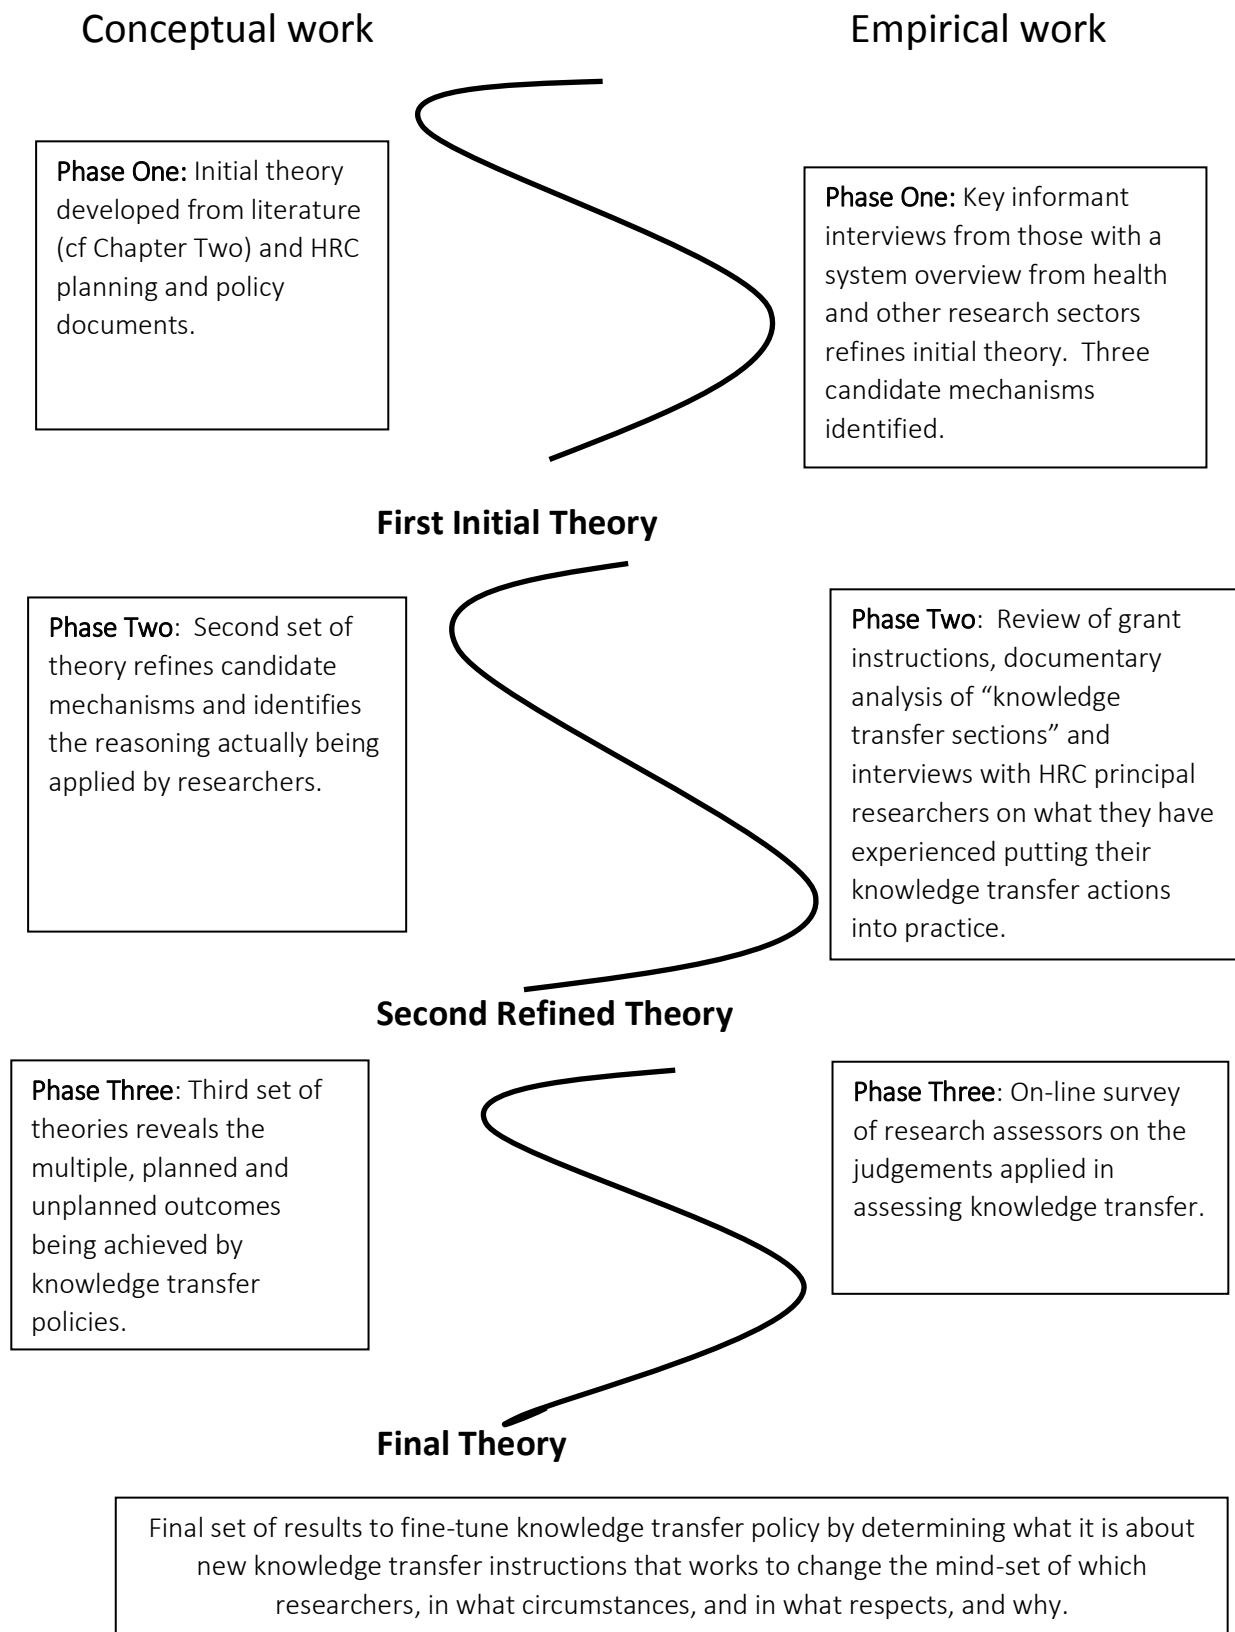 Conceptual work
Empirical work
Phase One: Initial theory
developed from literature
(cf Chapter Two) and HRC
planning and policy
documents.
Phase One: Key informant
interviews from those with a
system overview from health
and other research sectors
refines initial theory.  Three
candidate mechanisms
identified.
First Initial Theory
Phase Two:  Second set of
theory refines candidate
mechanisms and identifies
the reasoning actually being
applied by researchers.
Phase Two:  Review of grant
instructions, documentary
analysis of “knowledge
transfer sections” and
interviews with HRC principal
researchers on what they have
experienced putting their
knowledge transfer actions
into practice.
Second Refined Theory
Phase Three: Third set of
theories reveals the
multiple, planned and
unplanned outcomes
being achieved by
knowledge transfer
policies.
Phase Three: On-line survey
of research assessors on the
judgements applied in
assessing knowledge transfer.
Final Theory
Final set of results to fine-tune knowledge transfer policy by determining what it is about
new knowledge transfer instructions that works to change the mind-set of which
researchers, in what circumstances, and in what respects, and why.